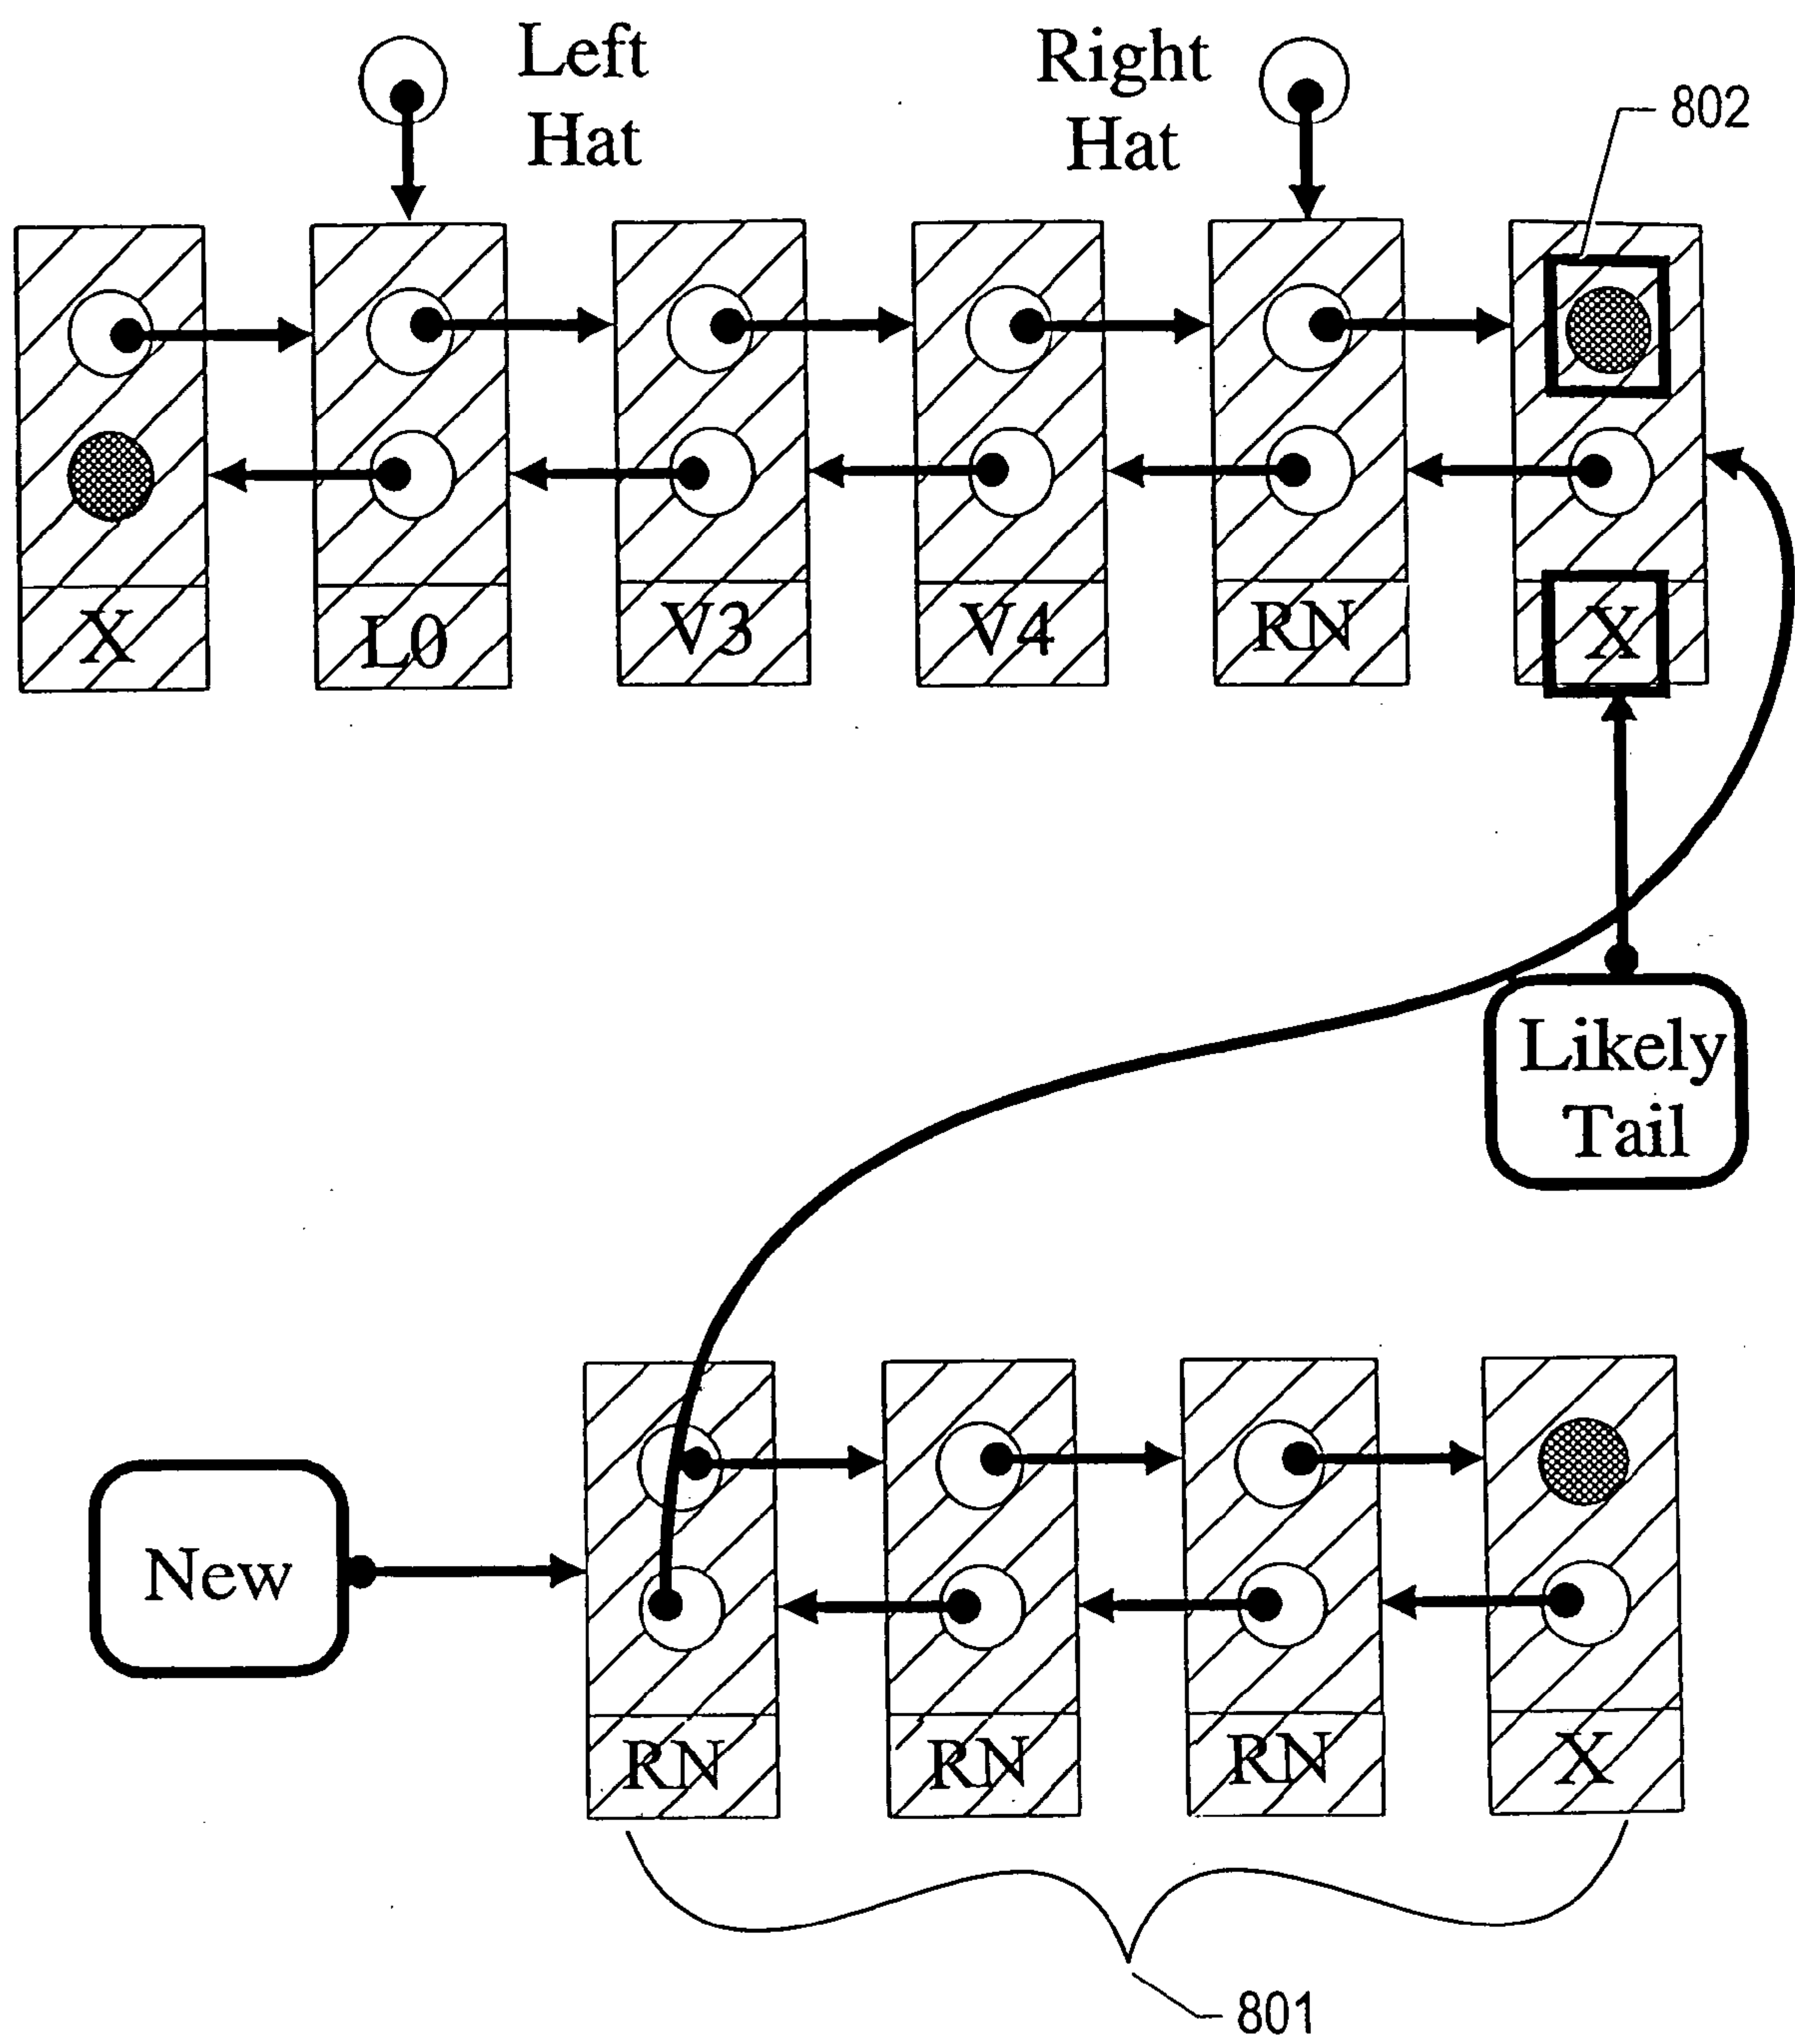 Left
Hat
Right
Hat
802
X
L0
V3
V4
RN
X
Likely
Tail
New
RN
RN
RN
X
801